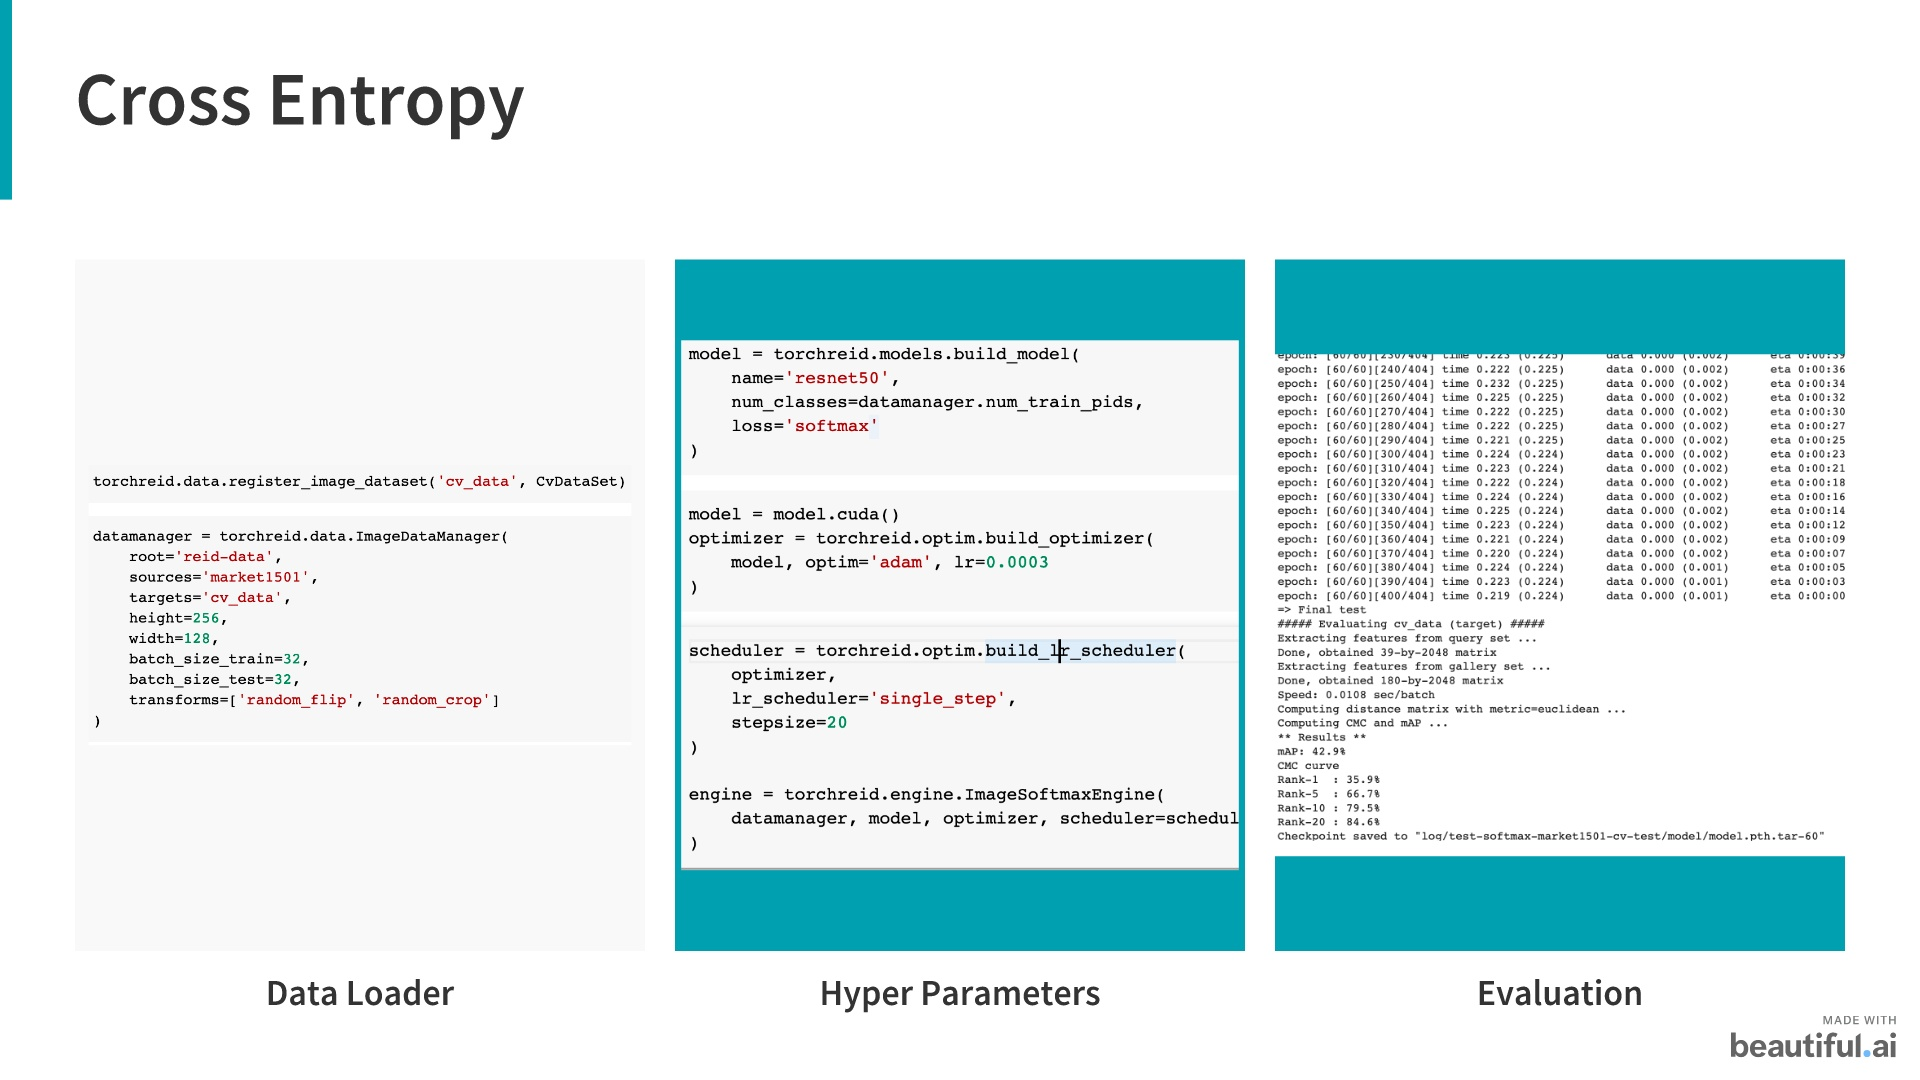 Cross Entropy
torchreid.data.register_image_dataset('cv_data', CvDataSet)
datamanager = torchreid.data.ImageDataManager(
    root='reid-data',
    sources='market1501',
    targets='cv_data',
    height=256,
    width=128,
    batch_size_train=32,
    batch_size_test=32,
    transforms=['random_flip', 'random_crop']
)
Data Loader
model = torchreid.models.build_model(
    name='resnet50',
    num_classes=datamanager.num_train_pids,
    loss='softmax'
)
model = model.cuda()
optimizer = torchreid.optim.build_optimizer(
    model, optim='adam', lr=0.0003
)
scheduler = torchreid.optim.build_lr_scheduler(
    optimizer,
    lr_scheduler='single_step',
    stepsize=20
)
engine = torchreid.engine.ImageSoftmaxEngine(
    datamanager, model, optimizer, scheduler=schedul
)
Hyper Parameters
epoch: [60/60][230/404] time 0.223 (0.225) data 0.000 (0.002) eta 0:00:39
epoch: [60/60][240/404] time 0.222 (0.225) data 0.000 (0.002) eta 0:00:36
epoch: [60/60][250/404] time 0.232 (0.225) data 0.000 (0.002) eta 0:00:34
epoch: [60/60][260/404] time 0.225 (0.225) data 0.000 (0.002) eta 0:00:32
epoch: [60/60][270/404] time 0.222 (0.225) data 0.000 (0.002) eta 0:00:30
epoch: [60/60][280/404] time 0.222 (0.225) data 0.000 (0.002) eta 0:00:27
epoch: [60/60][290/404] time 0.221 (0.225) data 0.000 (0.002) eta 0:00:25
epoch: [60/60][300/404] time 0.224 (0.224) data 0.000 (0.002) eta 0:00:23
epoch: [60/60][310/404] time 0.223 (0.224) data 0.000 (0.002) eta 0:00:21
epoch: [60/60][320/404] time 0.222 (0.224) data 0.000 (0.002) eta 0:00:18
epoch: [60/60][330/404] time 0.224 (0.224) data 0.000 (0.002) eta 0:00:16
epoch: [60/60][340/404] time 0.225 (0.224) data 0.000 (0.002) eta 0:00:14
epoch: [60/60][350/404] time 0.223 (0.224) data 0.000 (0.002) eta 0:00:12
epoch: [60/60][360/404] time 0.221 (0.224) data 0.000 (0.002) eta 0:00:09
epoch: [60/60][370/404] time 0.220 (0.224) data 0.000 (0.002) eta 0:00:07
epoch: [60/60][380/404] time 0.224 (0.224) data 0.000 (0.001) eta 0:00:05
epoch: [60/60][390/404] time 0.223 (0.224) data 0.000 (0.001) eta 0:00:03
epoch: [60/60][400/404] time 0.219 (0.224) data 0.000 (0.001) eta 0:00:00
=> Final test
##### Evaluating cv_data (target) #####
Extracting features from query set ...
Done, obtained 39-by-2048 matrix
Extracting features from gallery set ...
Done, obtained 180-by-2048 matrix
Speed: 0.0108 sec/batch
Computing distance matrix with metric=euclidean ...
Computing CMC and mAP ...
** Results **
mAP: 42.9%
CMC curve
Rank-1  : 35.9%
Rank-5  : 66.7%
Rank-10 : 79.5%
Rank-20 : 84.6%
Checkpoint saved to "log/test-softmax-market1501-cv-test/model/model.pth.tar-60"
Evaluation
MADE WITH
beautiful.ai